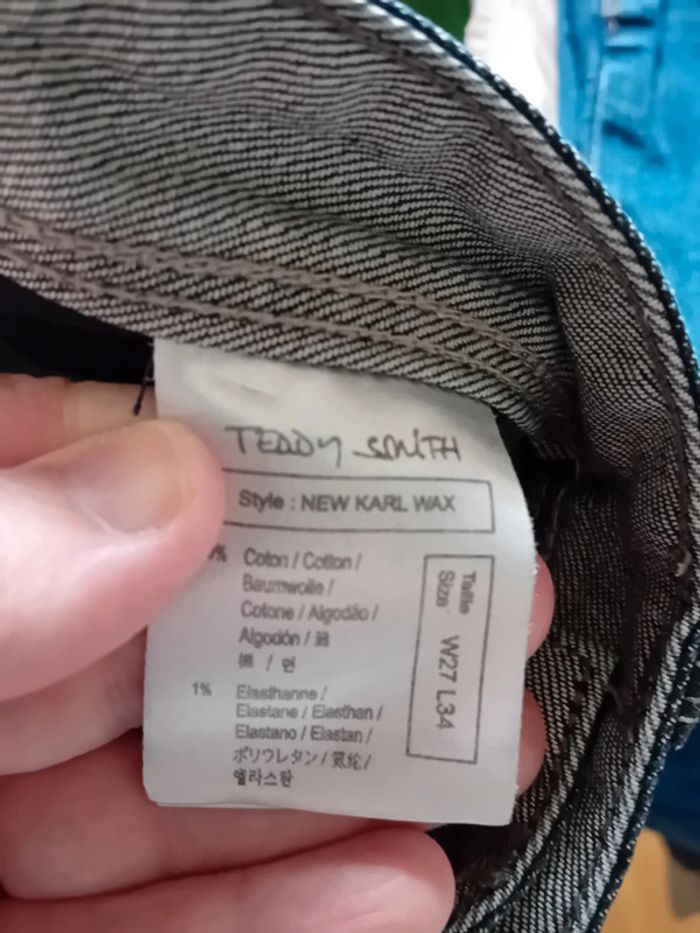 TEDDY SMITH
Style : NEW KARL WAX
% Coton / Cotton /
Baumwolle /
Cotone / Algodão /
Algodón / 綿
棉 / 면
1% Elasthanne /
Elastane / Elasthan /
Elastano / Elastan /
ポリウレタン / 氨纶 /
엘라스탄
Taille
Size
W27 L34